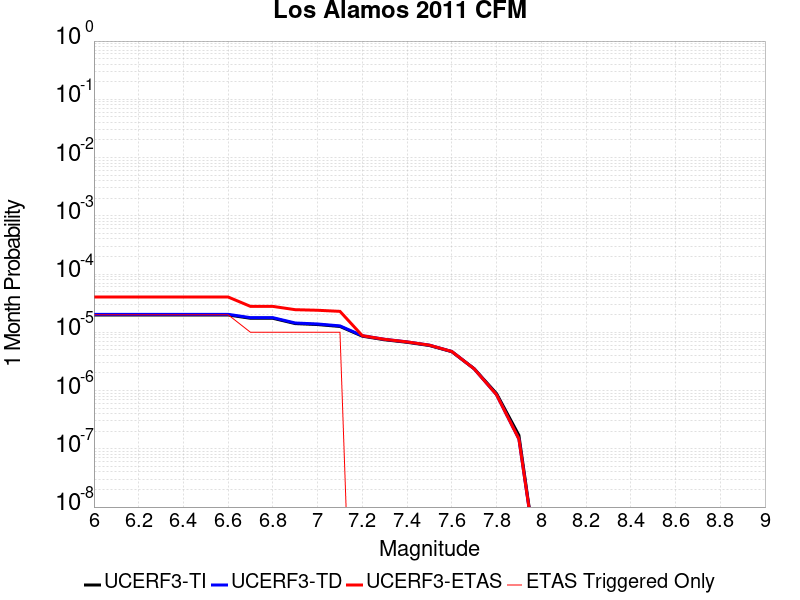 Los Alamos 2011 CFM
10^0
10^-1
10^-2
10^-3
10^-4
10^-5
10^-6
10^-7
10^-8
1 Month Probability
6 6.2 6.4 6.6 6.8 7 7.2 7.4 7.6 7.8 8 8.2 8.4 8.6 8.8 9
Magnitude
UCERF3-TI UCERF3-TD UCERF3-ETAS ETAS Triggered Only